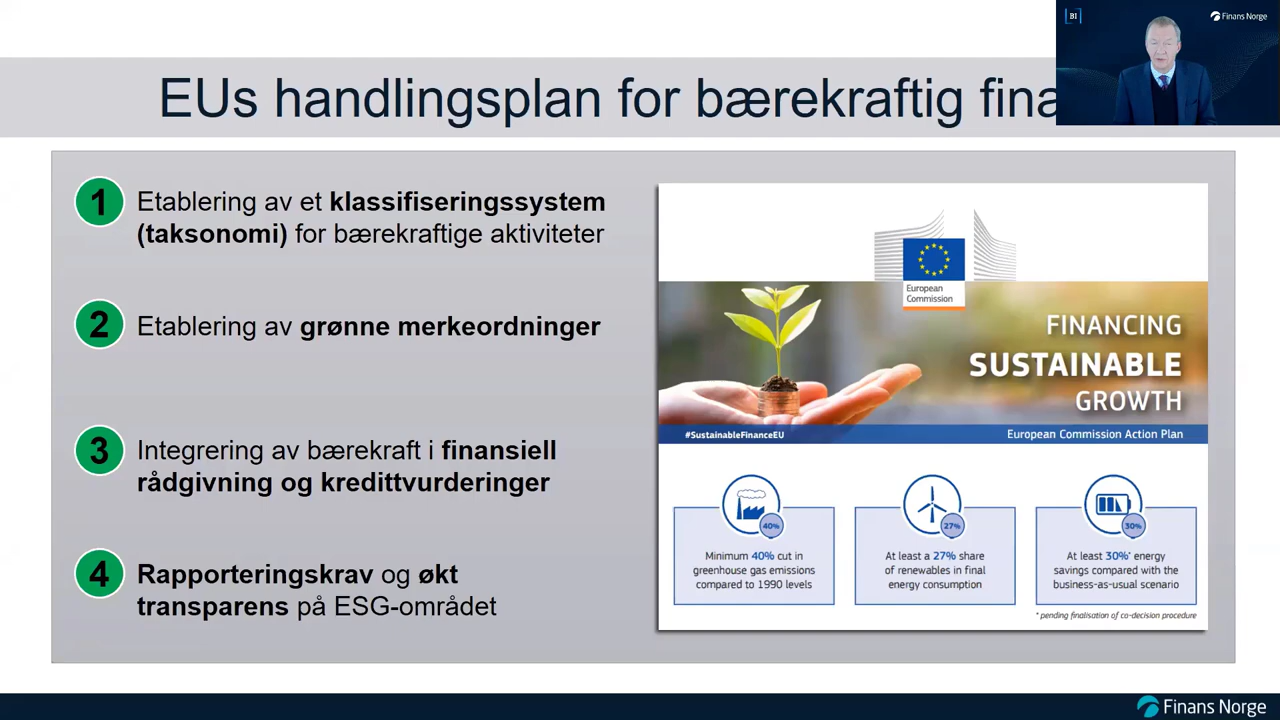 BI
Finans Norge
EUs handlingsplan for bærekraftig fina
1
Etablering av et klassifiseringssystem
(taksonomi) for bærekraftige aktiviteter
2
Etablering av grønne merkeordninger
3
Integrering av bærekraft i finansiell
rådgivning og kredittvurderinger
4
Rapporteringskrav og økt
transparens på ESG-området
European
Commission
FINANCING
SUSTAINABLE
GROWTH
#SustainableFinanceEU
European Commission Action Plan
40%
Minimum 40% cut in
greenhouse gas emissions
compared to 1990 levels
27%
At least a 27% share
of renewables in final
energy consumption
30%
At least 30%* energy
savings compared with the
business-as-usual scenario
* pending finalisation of co-decision procedure
Finans Norge